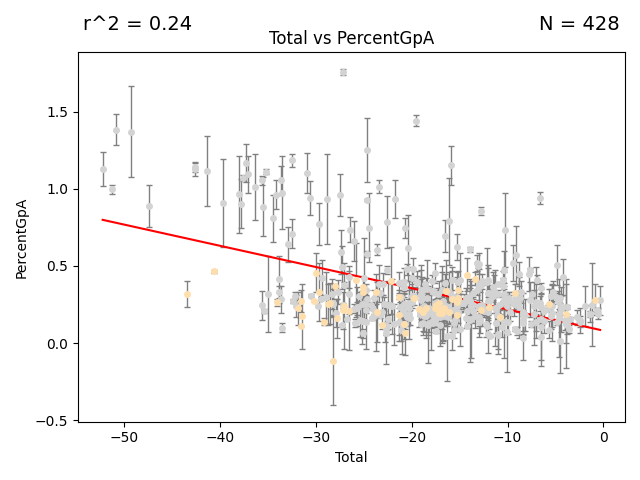 r^2 = 0.24
N = 428
Total vs PercentGpA
PercentGpA
1.5
1.0
0.5
0.0
−0.5
−50
−40
−30
−20
−10
0
Total